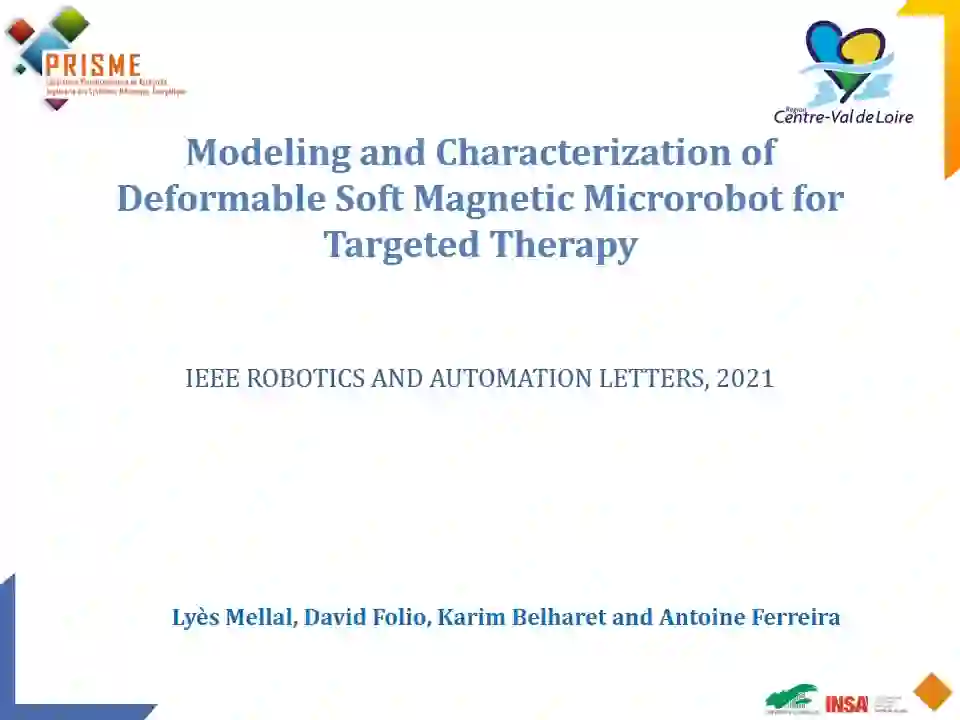 PRISME
Région
Centre-Val de Loire
Modeling and Characterization of
Deformable Soft Magnetic Microrobot for
Targeted Therapy
IEEE ROBOTICS AND AUTOMATION LETTERS, 2021
Lyès Mellal, David Folio, Karim Belharet and Antoine Ferreira
INSA